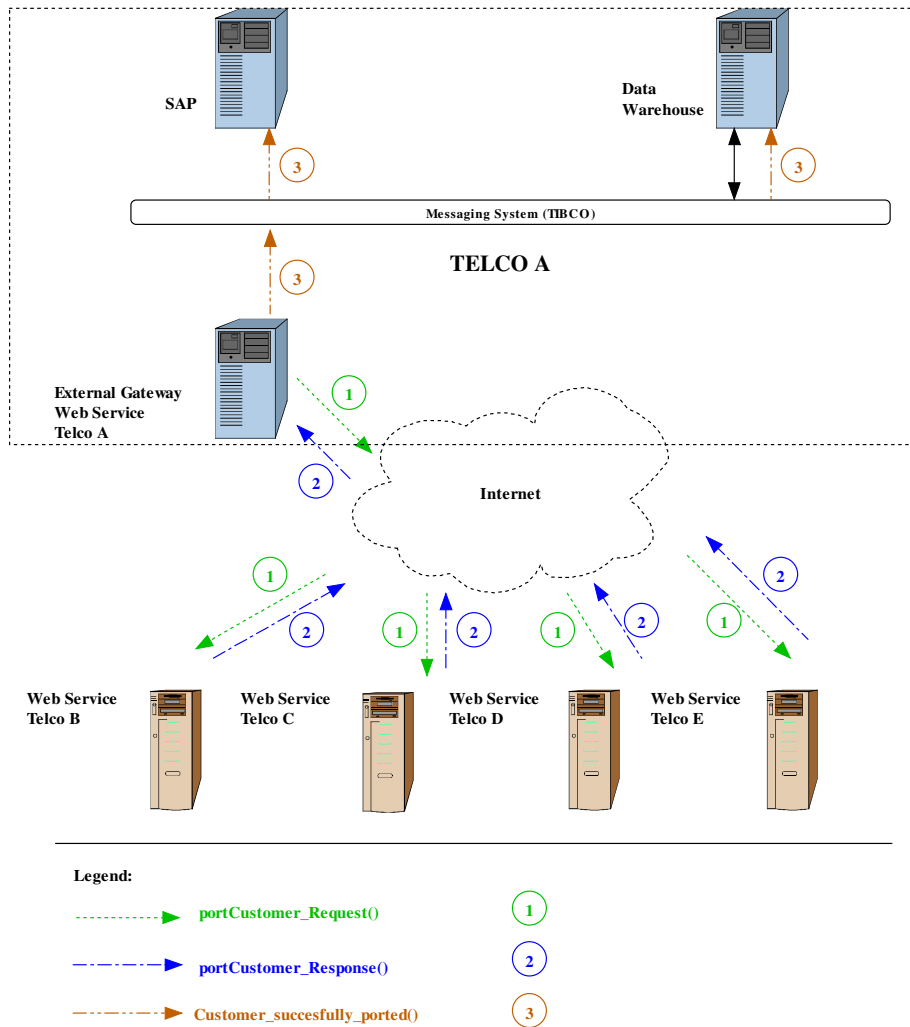 SAP
Data
Warehouse
3
3
Messaging System (TIBCO)
TELCO A
3
External Gateway
Web Service
Telco A
1
2
Internet
1
2
1
2
1
2
2
1
Web Service
Telco B
Web Service
Telco C
Web Service
Telco D
Web Service
Telco E
Legend:
portCustomer_Request()
1
portCustomer_Response()
2
Customer_succesfully_ported()
3